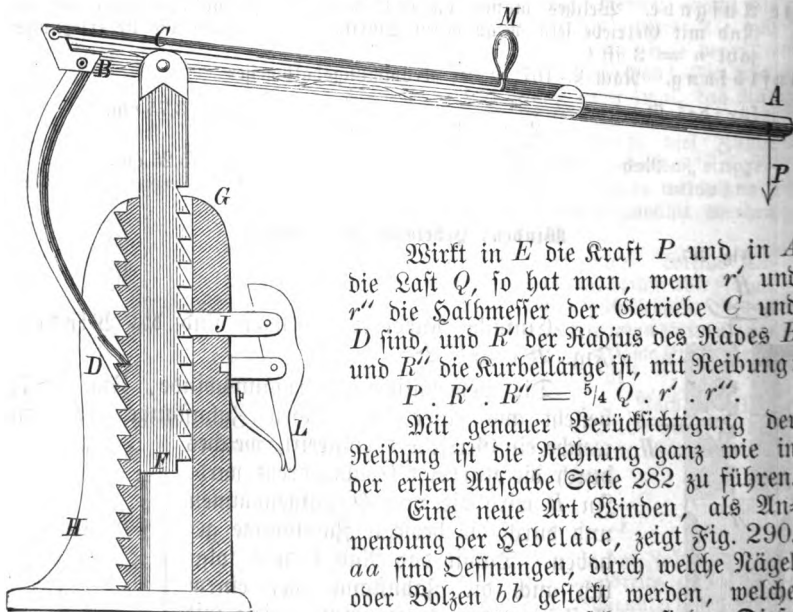 M
C
B
A
P
G
Wirkt in E die Kraft P und in A
die Last Q, so hat man, wenn r′ und
r″ die Halbmesser der Getriebe C und
D sind, und R′ der Radius des Rades B
und R″ die Kurbellänge ist, mit Reibung
P · R′ · R″ = 5/4 Q · r′ · r″.
Mit genauer Berücksichtigung der
Reibung ist die Rechnung ganz wie in
der ersten Aufgabe Seite 282 zu führen.
Eine neue Art Winden, als An=
wendung der Hebelade, zeigt Fig. 290.
aa sind Oeffnungen, durch welche Nägel
oder Bolzen bb gesteckt werden, welche
J
D
L
F
H